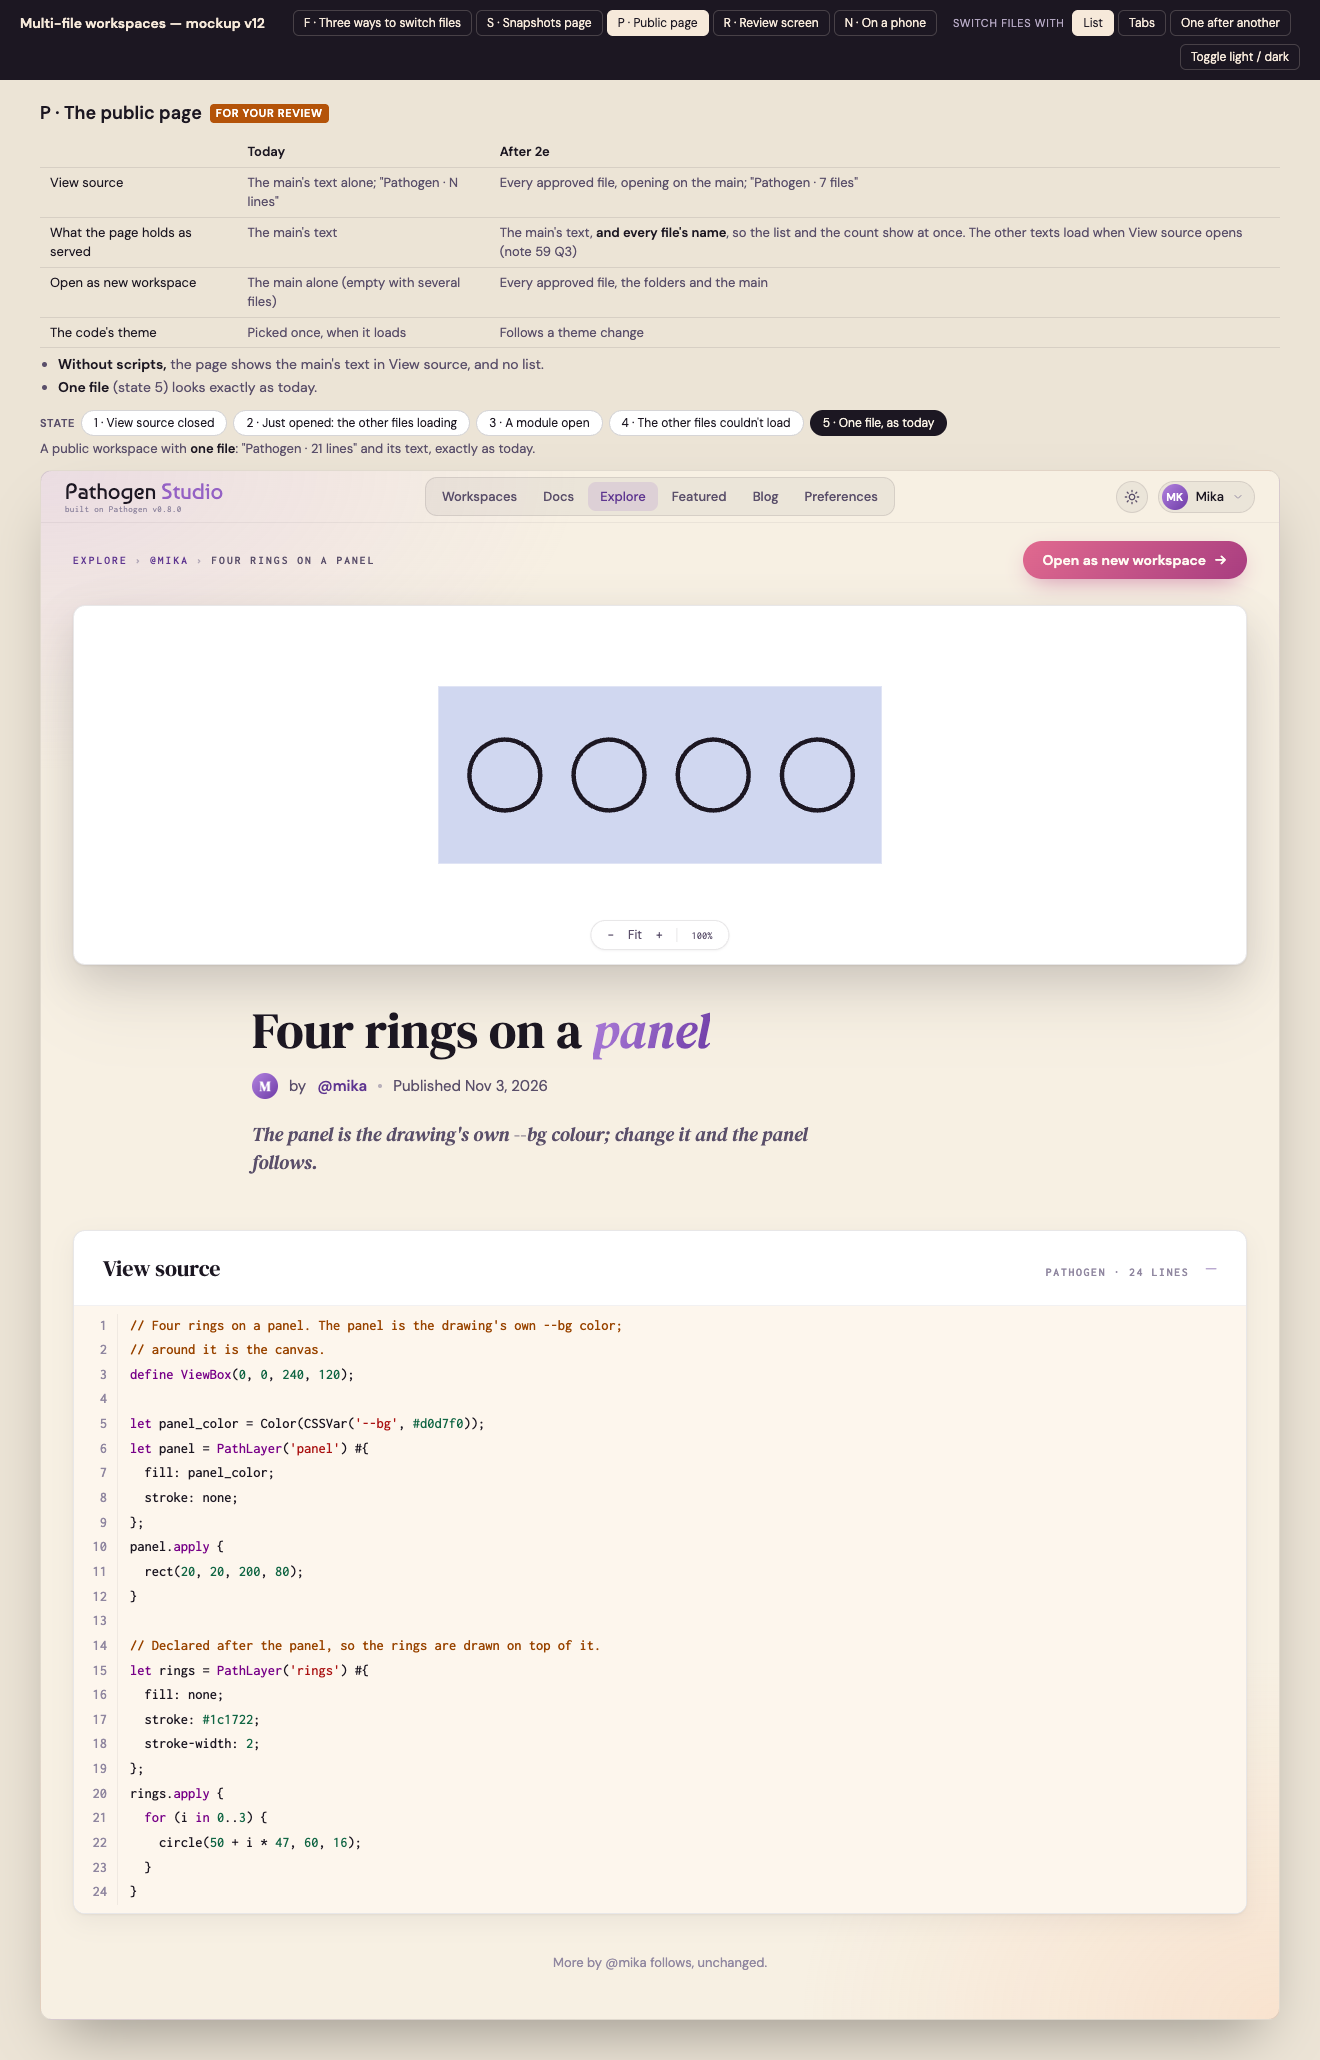 Multi-file workspaces — mockup v12
F · Three ways to switch files
S · Snapshots page
P · Public page
R · Review screen
N · On a phone
SWITCH FILES WITH
List
Tabs
One after another
Toggle light / dark
P · The public page
FOR YOUR REVIEW
Today
After 2e
View source
The main's text alone; "Pathogen · N
lines"
Every approved file, opening on the main; "Pathogen · 7 files"
What the page holds as
served
The main's text
The main's text, and every file's name, so the list and the count show at once. The other texts load when View source opens
(note 59 Q3)
Open as new workspace
The main alone (empty with several
files)
Every approved file, the folders and the main
The code's theme
Picked once, when it loads
Follows a theme change
• Without scripts, the page shows the main's text in View source, and no list.
• One file (state 5) looks exactly as today.
STATE
1 · View source closed
2 · Just opened: the other files loading
3 · A module open
4 · The other files couldn't load
5 · One file, as today
A public workspace with one file: "Pathogen · 21 lines" and its text, exactly as today.
Pathogen Studio
built on Pathogen v0.8.0
Workspaces
Docs
Explore
Featured
Blog
Preferences
MK
Mika
EXPLORE › @MIKA › FOUR RINGS ON A PANEL
Open as new workspace →
− Fit + 100%
Four rings on a panel
M by @mika • Published Nov 3, 2026
The panel is the drawing's own --bg colour; change it and the panel
follows.
View source
PATHOGEN · 24 LINES —
1 // Four rings on a panel. The panel is the drawing's own --bg color;
2 // around it is the canvas.
3 define ViewBox(0, 0, 240, 120);
4
5 let panel_color = Color(CSSVar('--bg', #d0d7f0));
6 let panel = PathLayer('panel') #{
7   fill: panel_color;
8   stroke: none;
9 };
10 panel.apply {
11   rect(20, 20, 200, 80);
12 }
13
14 // Declared after the panel, so the rings are drawn on top of it.
15 let rings = PathLayer('rings') #{
16   fill: none;
17   stroke: #1c1722;
18   stroke-width: 2;
19 };
20 rings.apply {
21   for (i in 0..3) {
22     circle(50 + i * 47, 60, 16);
23   }
24 }
More by @mika follows, unchanged.